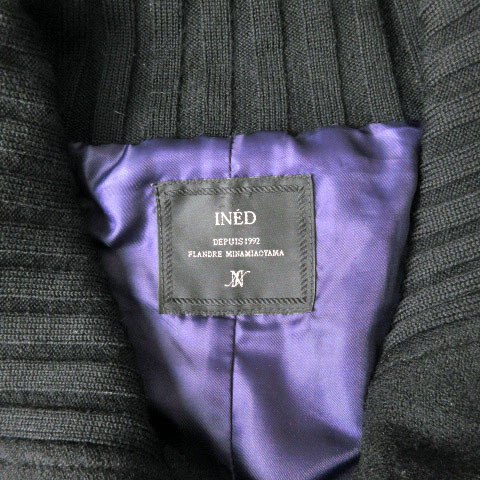 INÉD
DEPUIS 1992
FLANDRE MINAMIAOYAMA